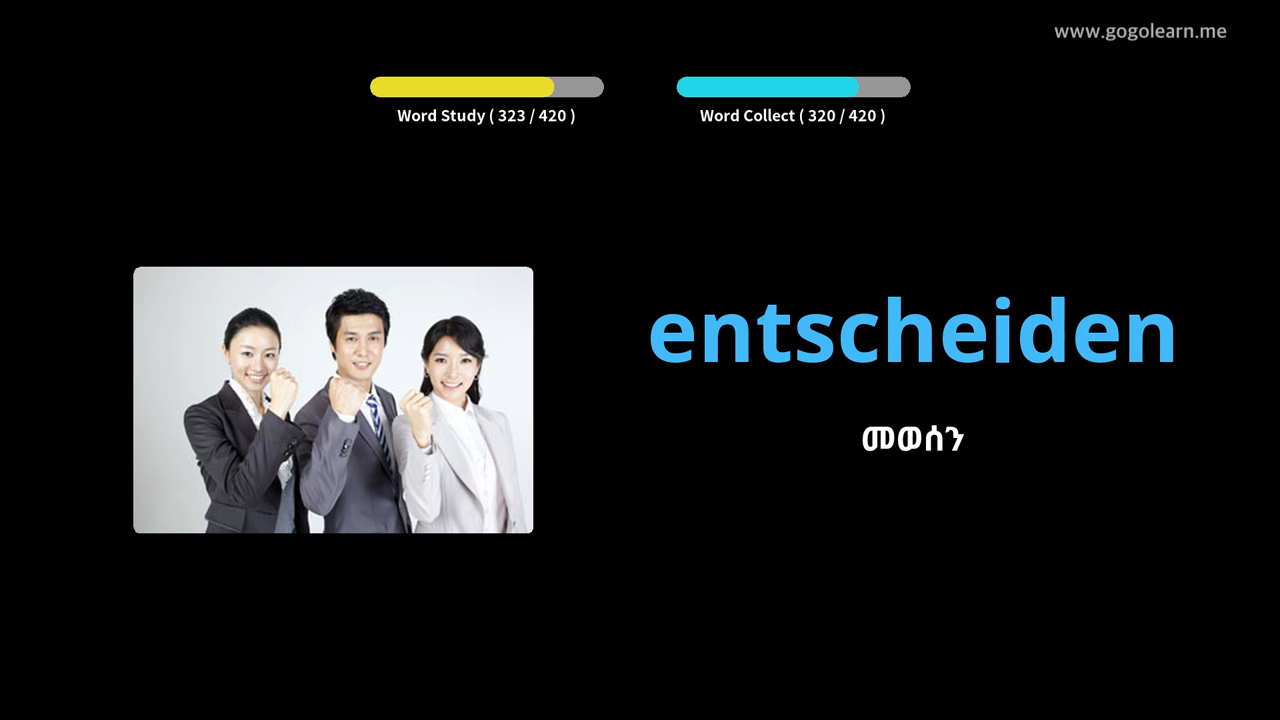 www.gogolearn.me
Word Study ( 323 / 420 )
Word Collect ( 320 / 420 )
entscheiden
መወሰን